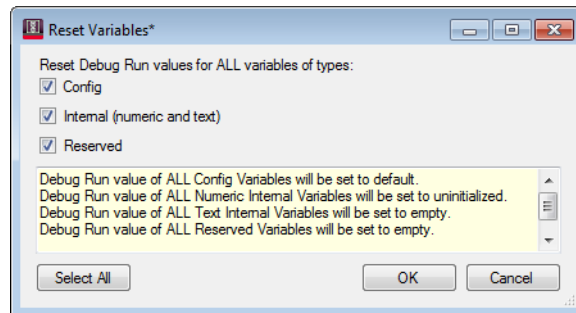 Reset Variables*
Reset Debug Run values for ALL variables of types:
Config
Internal (numeric and text)
Reserved
Debug Run value of ALL Config Variables will be set to default.
Debug Run value of ALL Numeric Internal Variables will be set to uninitialized.
Debug Run value of ALL Text Internal Variables will be set to empty.
Debug Run value of ALL Reserved Variables will be set to empty.
Select All OK Cancel